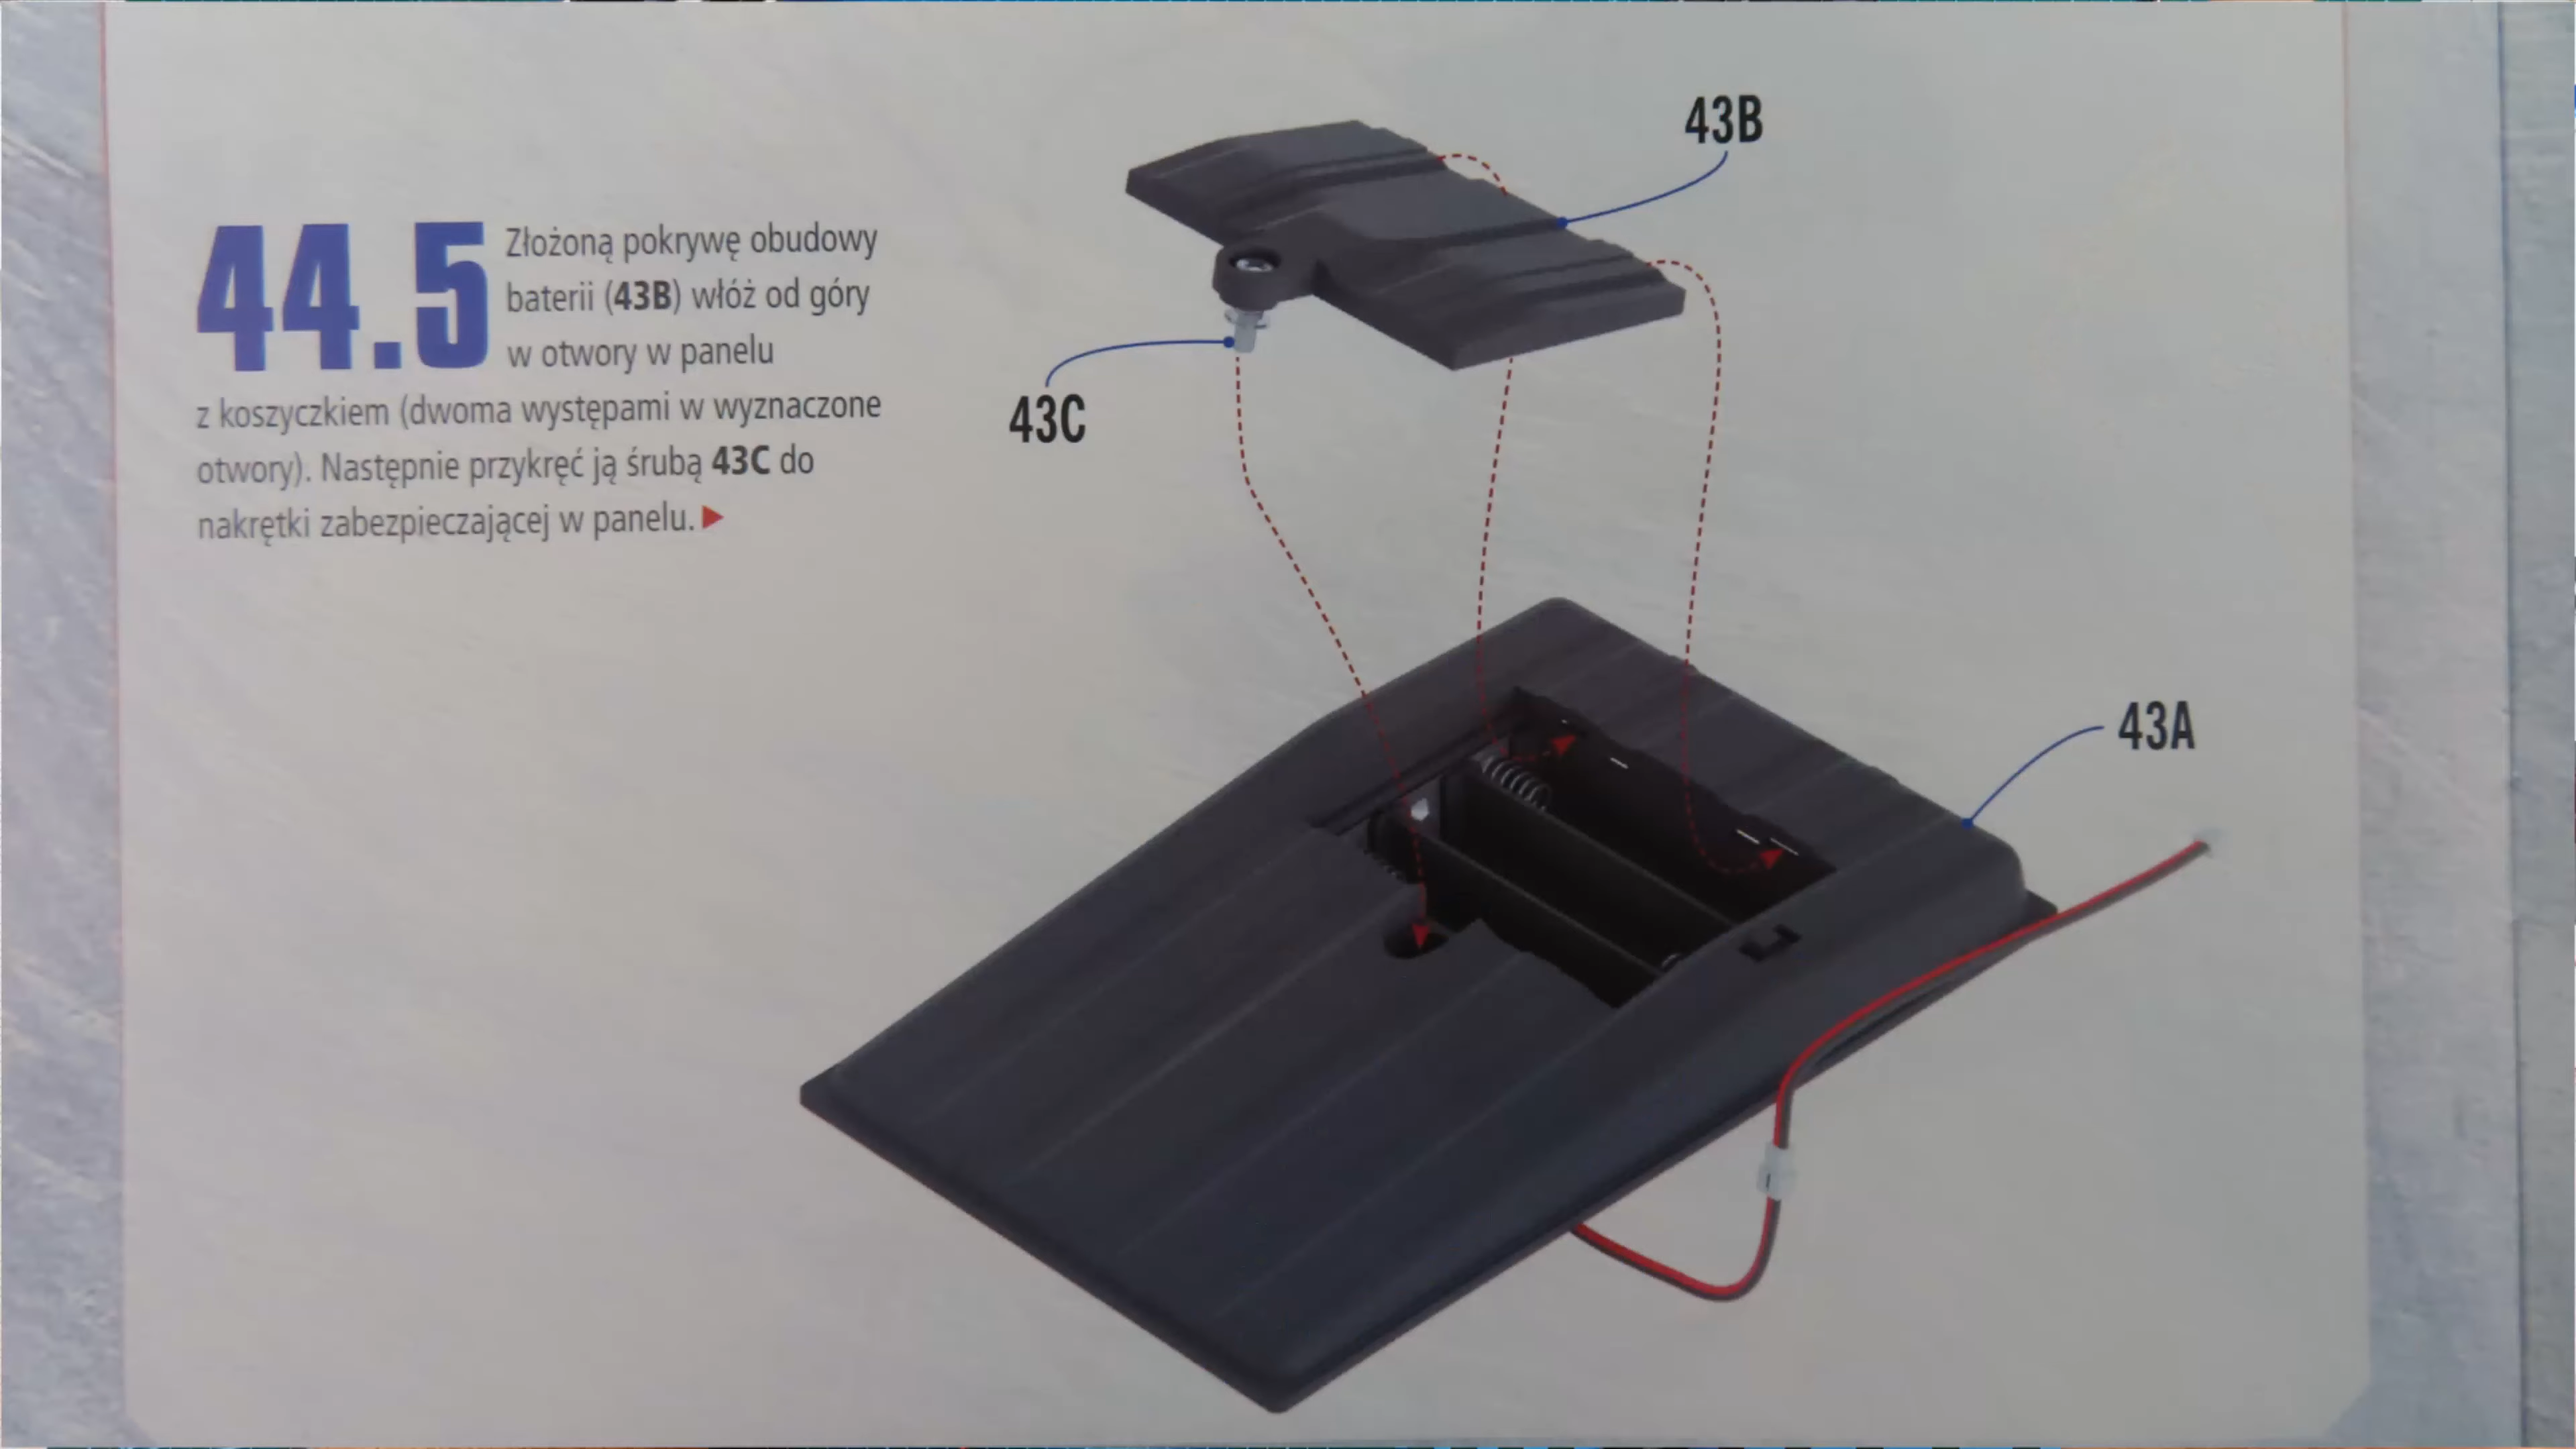 43B
44.5 Złożoną pokrywę obudowy
baterii (43B) włóż od góry
w otwory w panelu
z koszyczkiem (dwoma występami w wyznaczone
otwory). Następnie przykręć ją śrubą 43C do
nakrętki zabezpieczającej w panelu.
43C
43A